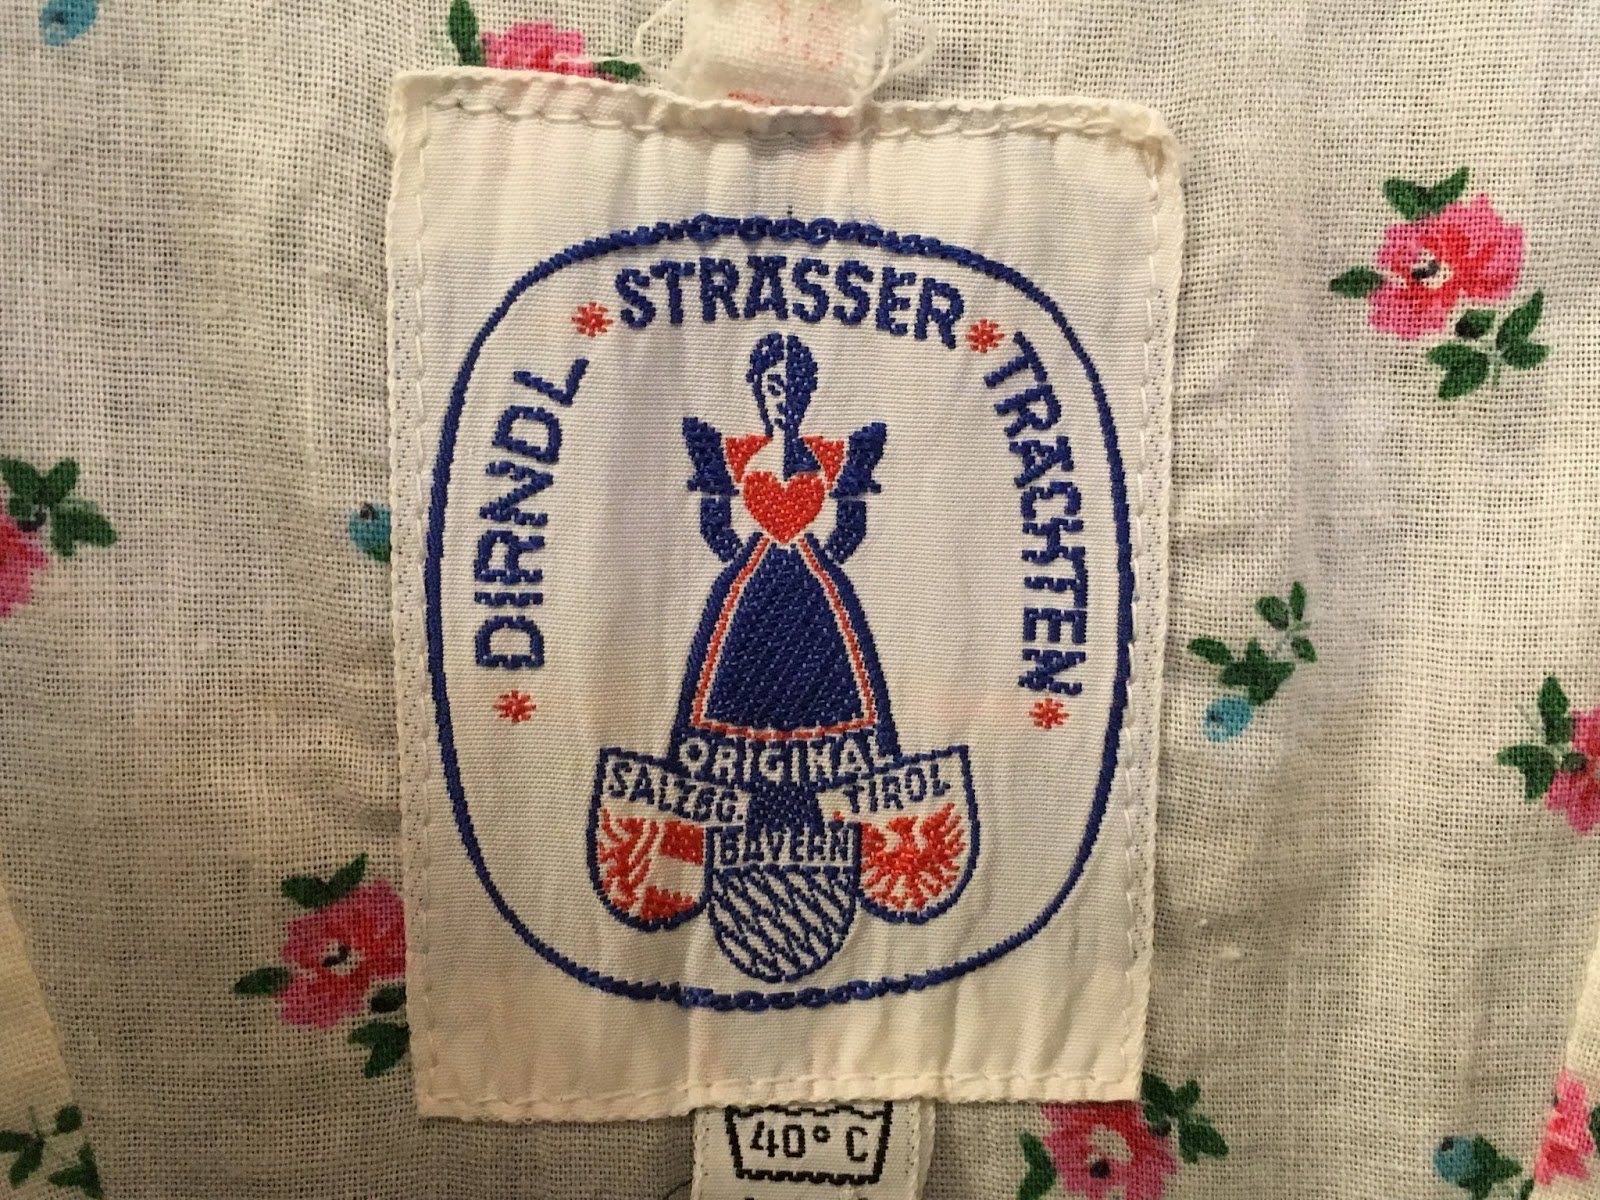 * DIRNDL * STRASSER * TRACHTEN *
ORIGINAL
SALZBG.
TIROL
BAYERN
40° C